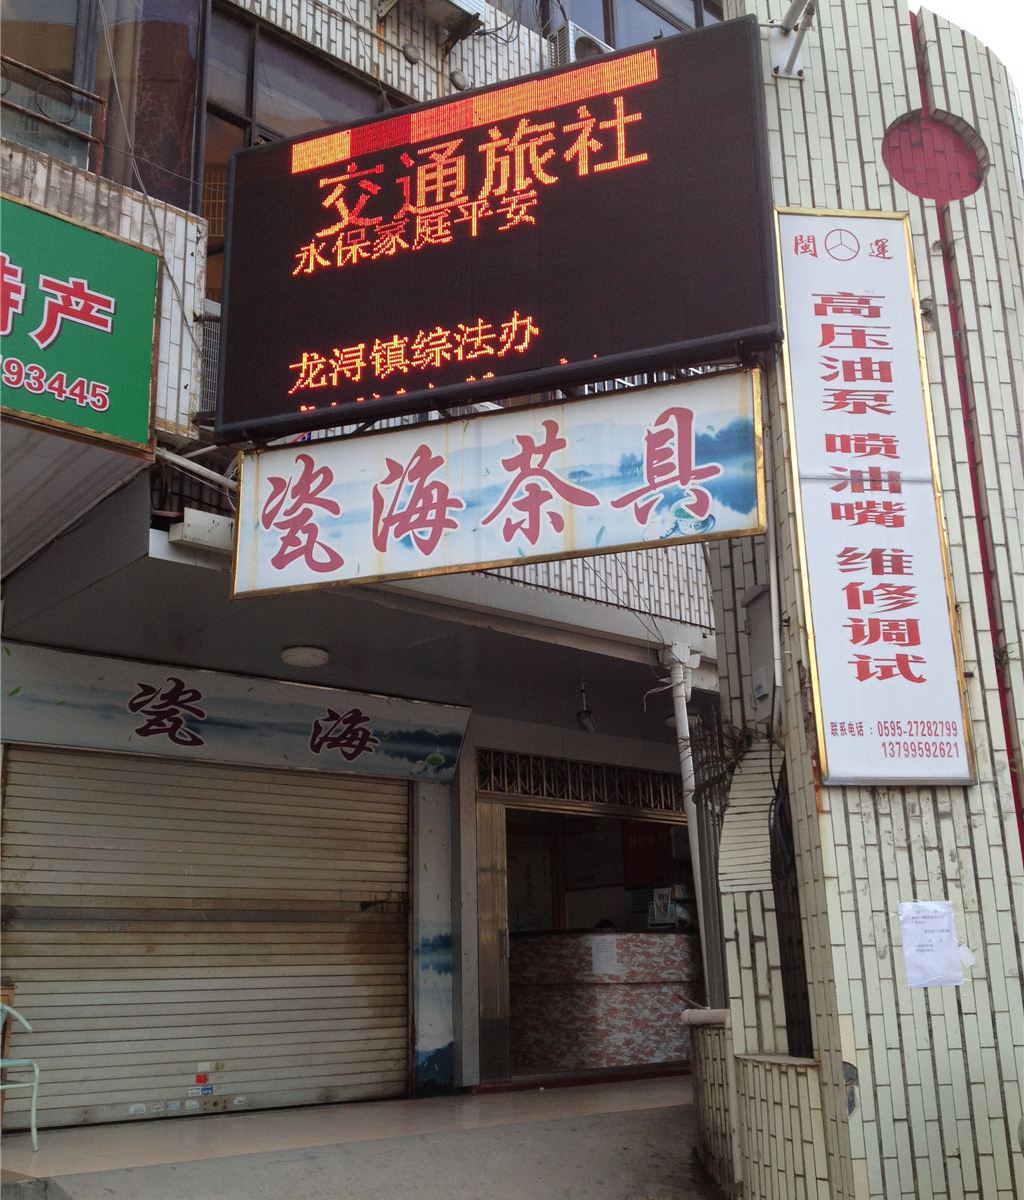 特产
93445
交通旅社
永保家庭平安
龙浔镇综法办
瓷海茶具
閩運
高压油泵 喷油嘴 维修调试
联系电话：0595-27282799
13799592621
瓷海